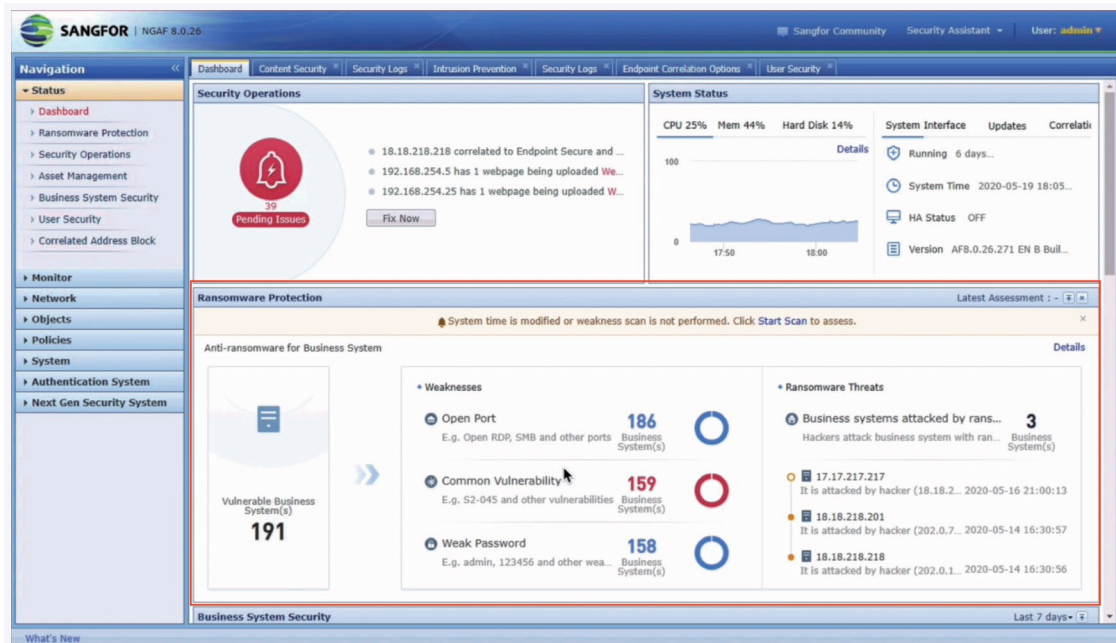 SANGFOR | NGAF 8.0.26
Sangfor Community Security Assistant User: admin
Navigation
Status
Dashboard
Ransomware Protection
Security Operations
Asset Management
Business System Security
User Security
Correlated Address Block
Monitor
Network
Objects
Policies
System
Authentication System
Next Gen Security System
Dashboard Content Security Security Logs Intrusion Prevention Security Logs Endpoint Correlation Options User Security
Security Operations
39
Pending Issues
18.18.218.218 correlated to Endpoint Secure and ...
192.168.254.5 has 1 webpage being uploaded We...
192.168.254.25 has 1 webpage being uploaded W...
Fix Now
System Status
CPU 25% Mem 44% Hard Disk 14%
Details
100
0
17:50 18:00
System Interface Updates Correlatic
Running 6 days...
System Time 2020-05-19 18:05...
HA Status OFF
Version AF8.0.26.271 EN B Buil...
Ransomware Protection Latest Assessment : -
System time is modified or weakness scan is not performed. Click Start Scan to assess.
Anti-ransomware for Business System Details
Vulnerable Business
System(s)
191
Weaknesses
Open Port 186
E.g. Open RDP, SMB and other ports Business
System(s)
Common Vulnerability 159
E.g. S2-045 and other vulnerabilities Business
System(s)
Weak Password 158
E.g. admin, 123456 and other wea... Business
System(s)
Ransomware Threats
Business systems attacked by rans... 3
Hackers attack business system with ran... Business
System(s)
17.17.217.217
It is attacked by hacker (18.18.2... 2020-05-16 21:00:13
18.18.218.201
It is attacked by hacker (202.0.7... 2020-05-14 16:30:57
18.18.218.218
It is attacked by hacker (202.0.1... 2020-05-14 16:30:56
Business System Security Last 7 days
What's New